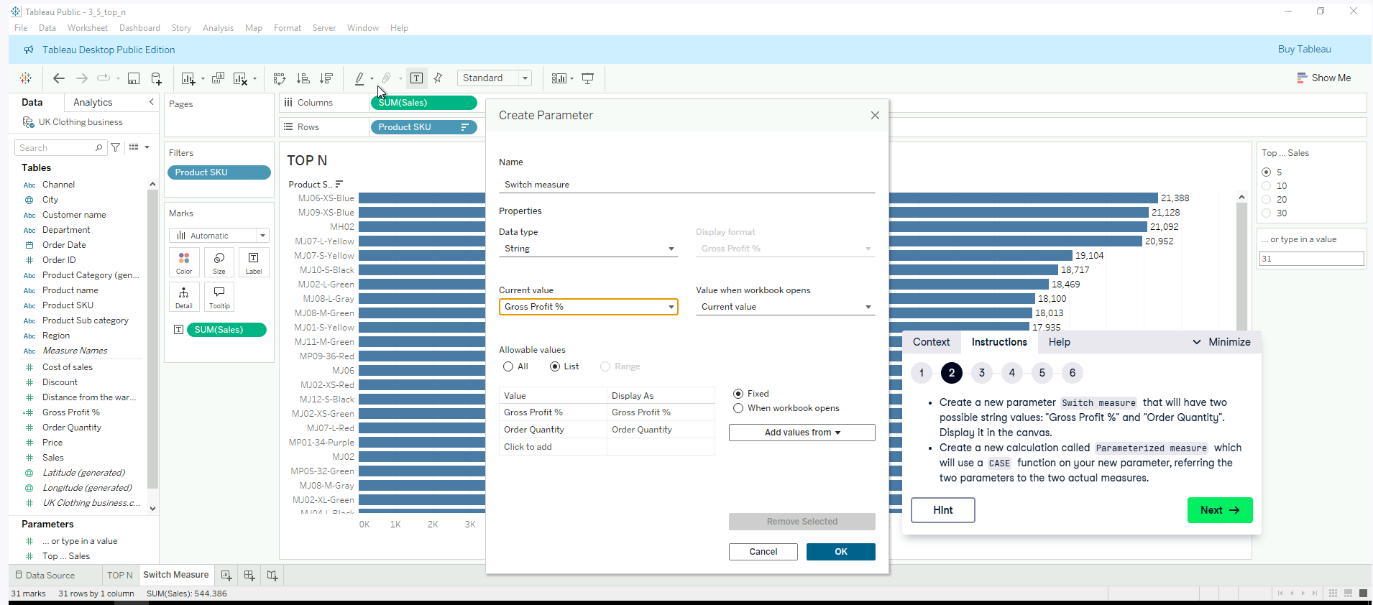 Tableau Public - 3_5_top_n
File Data Worksheet Dashboard Story Analysis Map Format Server Window Help
Tableau Desktop Public Edition
Buy Tableau
Standard
Show Me
Data
Analytics
UK Clothing business
Search
Tables
Abc Channel
City
Abc Customer name
Abc Department
Order Date
# Order ID
Abc Product Category (gen...
Abc Product name
Abc Product SKU
Abc Product Sub category
Abc Region
Abc Measure Names
# Cost of sales
# Discount
# Distance from the war...
# Gross Profit %
# Order Quantity
# Price
# Sales
Latitude (generated)
Longitude (generated)
# UK Clothing business.c...
Parameters
# ... or type in a value
# Top ... Sales
Pages
Filters
Product SKU
Marks
Automatic
Color Size Label
Detail Tooltip
SUM(Sales)
Columns
SUM(Sales)
Rows
Product SKU
TOP N
Product S..
MJ06-XS-Blue
MJ09-XS-Blue
MH02
MJ07-L-Yellow
MJ07-S-Yellow
MJ10-S-Black
MJ02-L-Green
MJ08-L-Gray
MJ08-M-Green
MJ01-S-Yellow
MJ11-M-Green
MP09-36-Red
MJ06
MJ02-XS-Red
MJ12-S-Black
MJ02-XS-Green
MJ07-L-Red
MP01-34-Purple
MJ02
MP05-32-Green
MJ08-M-Gray
MJ02-XL-Green
MJ04-L-Black
0K 1K 2K 3K
21,388
21,128
21,092
20,952
19,104
18,717
18,469
18,100
18,013
17,935
Create Parameter
Name
Switch measure
Properties
Data type
String
Display format
Gross Profit %
Current value
Gross Profit %
Value when workbook opens
Current value
Allowable values
All List Range
Value Display As
Gross Profit % Gross Profit %
Order Quantity Order Quantity
Click to add
Fixed
When workbook opens
Add values from
Remove Selected
Cancel
OK
Top ... Sales
5
10
20
30
... or type in a value
31
Context Instructions Help Minimize
1 2 3 4 5 6
• Create a new parameter Switch measure that will have two
possible string values: "Gross Profit %" and "Order Quantity".
Display it in the canvas.
• Create a new calculation called Parameterized measure which
will use a CASE function on your new parameter, referring the
two parameters to the two actual measures.
Hint
Next →
Data Source TOP N Switch Measure
31 marks 31 rows by 1 column SUM(Sales): 544,386